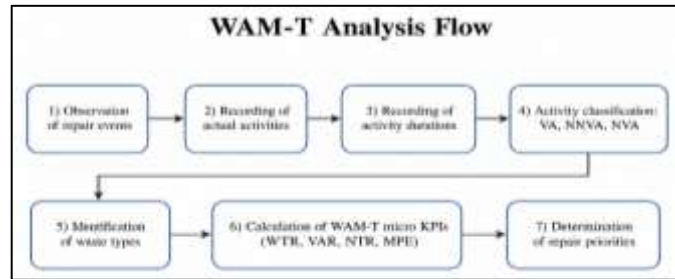 WAM-T Analysis Flow
1) Observation
of repair events
2) Recording of
actual activities
3) Recording of
activity durations
4) Activity classification:
VA, NNVA, NVA
5) Identification
of waste types
6) Calculation of WAM-T micro KPIs
(WTR, VAR, NTR, MPE)
7) Determination
of repair priorities